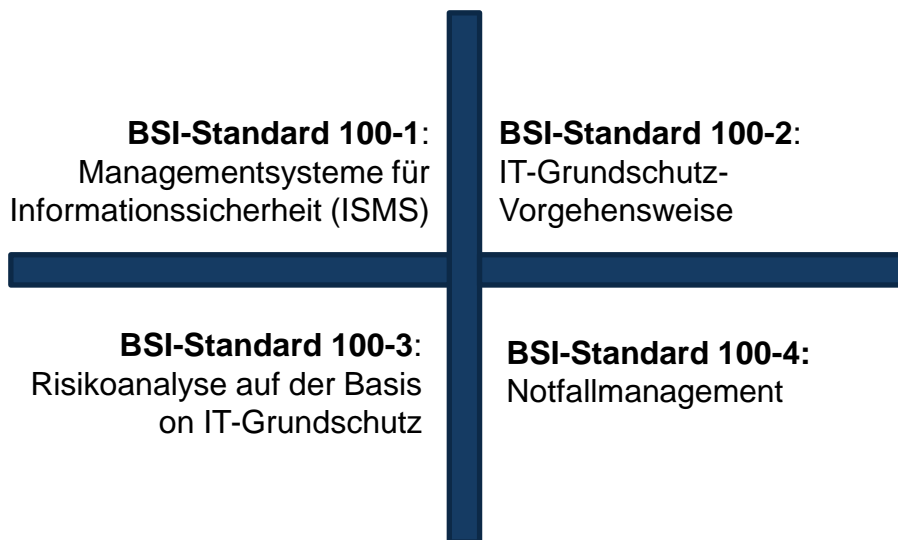 BSI-Standard 100-1:
Managementsysteme für
Informationssicherheit (ISMS)
BSI-Standard 100-2:
IT-Grundschutz-
Vorgehensweise
BSI-Standard 100-3:
Risikoanalyse auf der Basis
on IT-Grundschutz
BSI-Standard 100-4:
Notfallmanagement